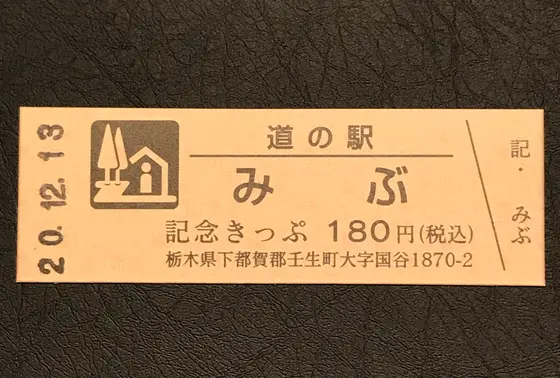 20.12.13
道の駅
みぶ
記念きっぷ 180円(税込)
栃木県下都賀郡壬生町大字国谷1870-2
記・みぶ